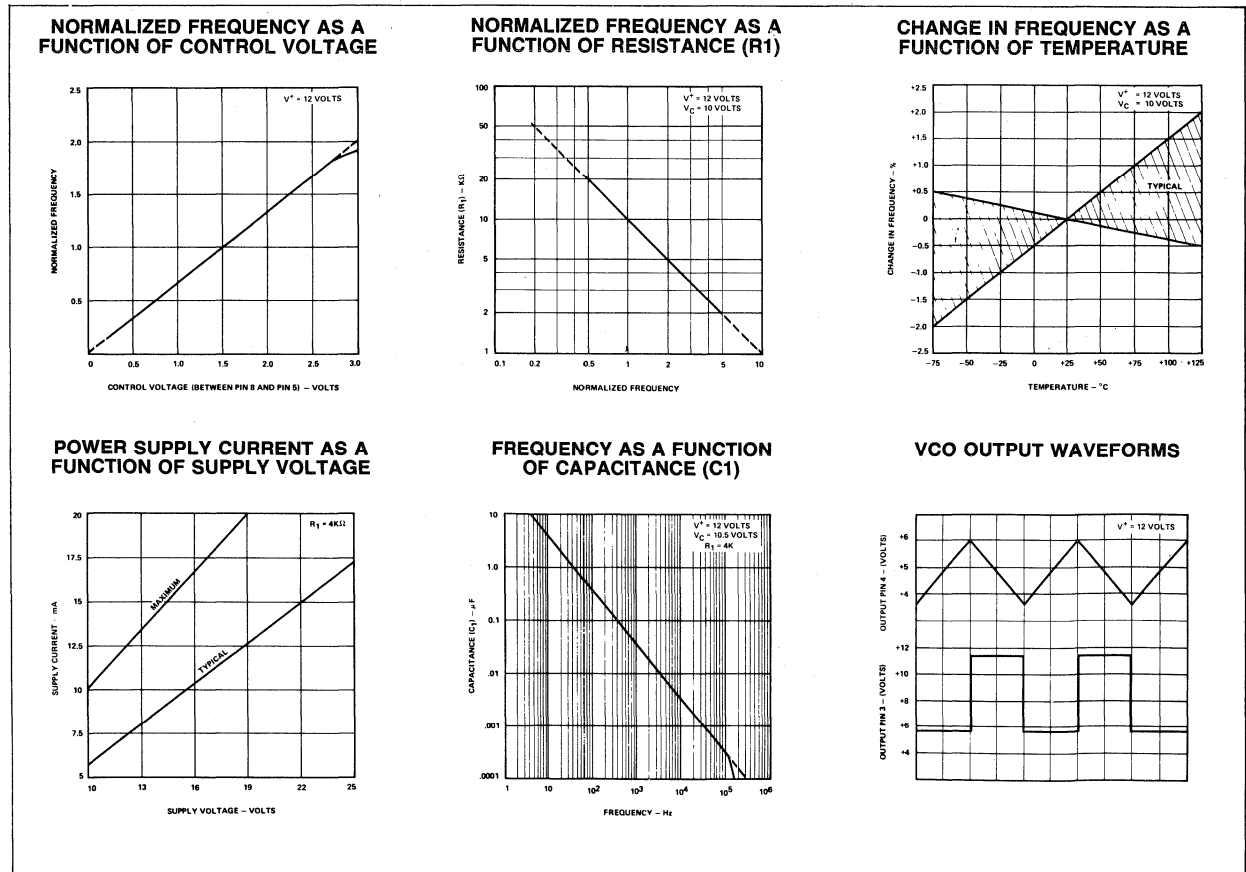 NORMALIZED FREQUENCY AS A
FUNCTION OF CONTROL VOLTAGE
2.5
2.0
1.5
1.0
0.5
NORMALIZED FREQUENCY
V+ = 12 VOLTS
0 0.5 1.0 1.5 2.0 2.5 3.0
CONTROL VOLTAGE (BETWEEN PIN 8 AND PIN 5) – VOLTS
NORMALIZED FREQUENCY AS A
FUNCTION OF RESISTANCE (R1)
100
50
20
10
5
2
1
RESISTANCE (R1) – KΩ
V+ = 12 VOLTS
VC = 10 VOLTS
0.1 0.2 0.5 1 2 5 10
NORMALIZED FREQUENCY
CHANGE IN FREQUENCY AS A
FUNCTION OF TEMPERATURE
+2.5
+2.0
+1.5
+1.0
+0.5
0
–0.5
–1.0
–1.5
–2.0
–2.5
CHANGE IN FREQUENCY – %
V+ = 12 VOLTS
VC = 10 VOLTS
TYPICAL
–75 –50 –25 0 +25 +50 +75 +100 +125
TEMPERATURE – °C
POWER SUPPLY CURRENT AS A
FUNCTION OF SUPPLY VOLTAGE
20
17.5
15
12.5
10
7.5
5
SUPPLY CURRENT - mA
R1 = 4KΩ
MAXIMUM
TYPICAL
10 13 16 19 22 25
SUPPLY VOLTAGE – VOLTS
FREQUENCY AS A FUNCTION
OF CAPACITANCE (C1)
10
1.0
0.1
.01
.001
.0001
CAPACITANCE (C1) – μF
V+ = 12 VOLTS
VC = 10.5 VOLTS
R1 = 4K
1 10 10² 10³ 10⁴ 10⁵ 10⁶
FREQUENCY – Hz
VCO OUTPUT WAVEFORMS
V+ = 12 VOLTS
+6
+5
+4
OUTPUT PIN 4 – (VOLTS)
+12
+10
+8
+6
+4
OUTPUT PIN 3 – (VOLTS)